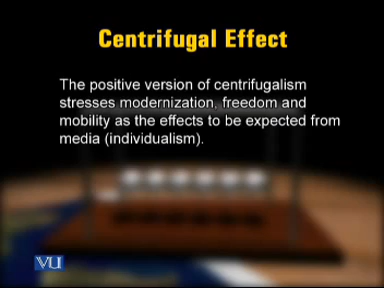 Centrifugal Effect
The positive version of centrifugalism
stresses modernization, freedom and
mobility as the effects to be expected from
media (individualism).
VU